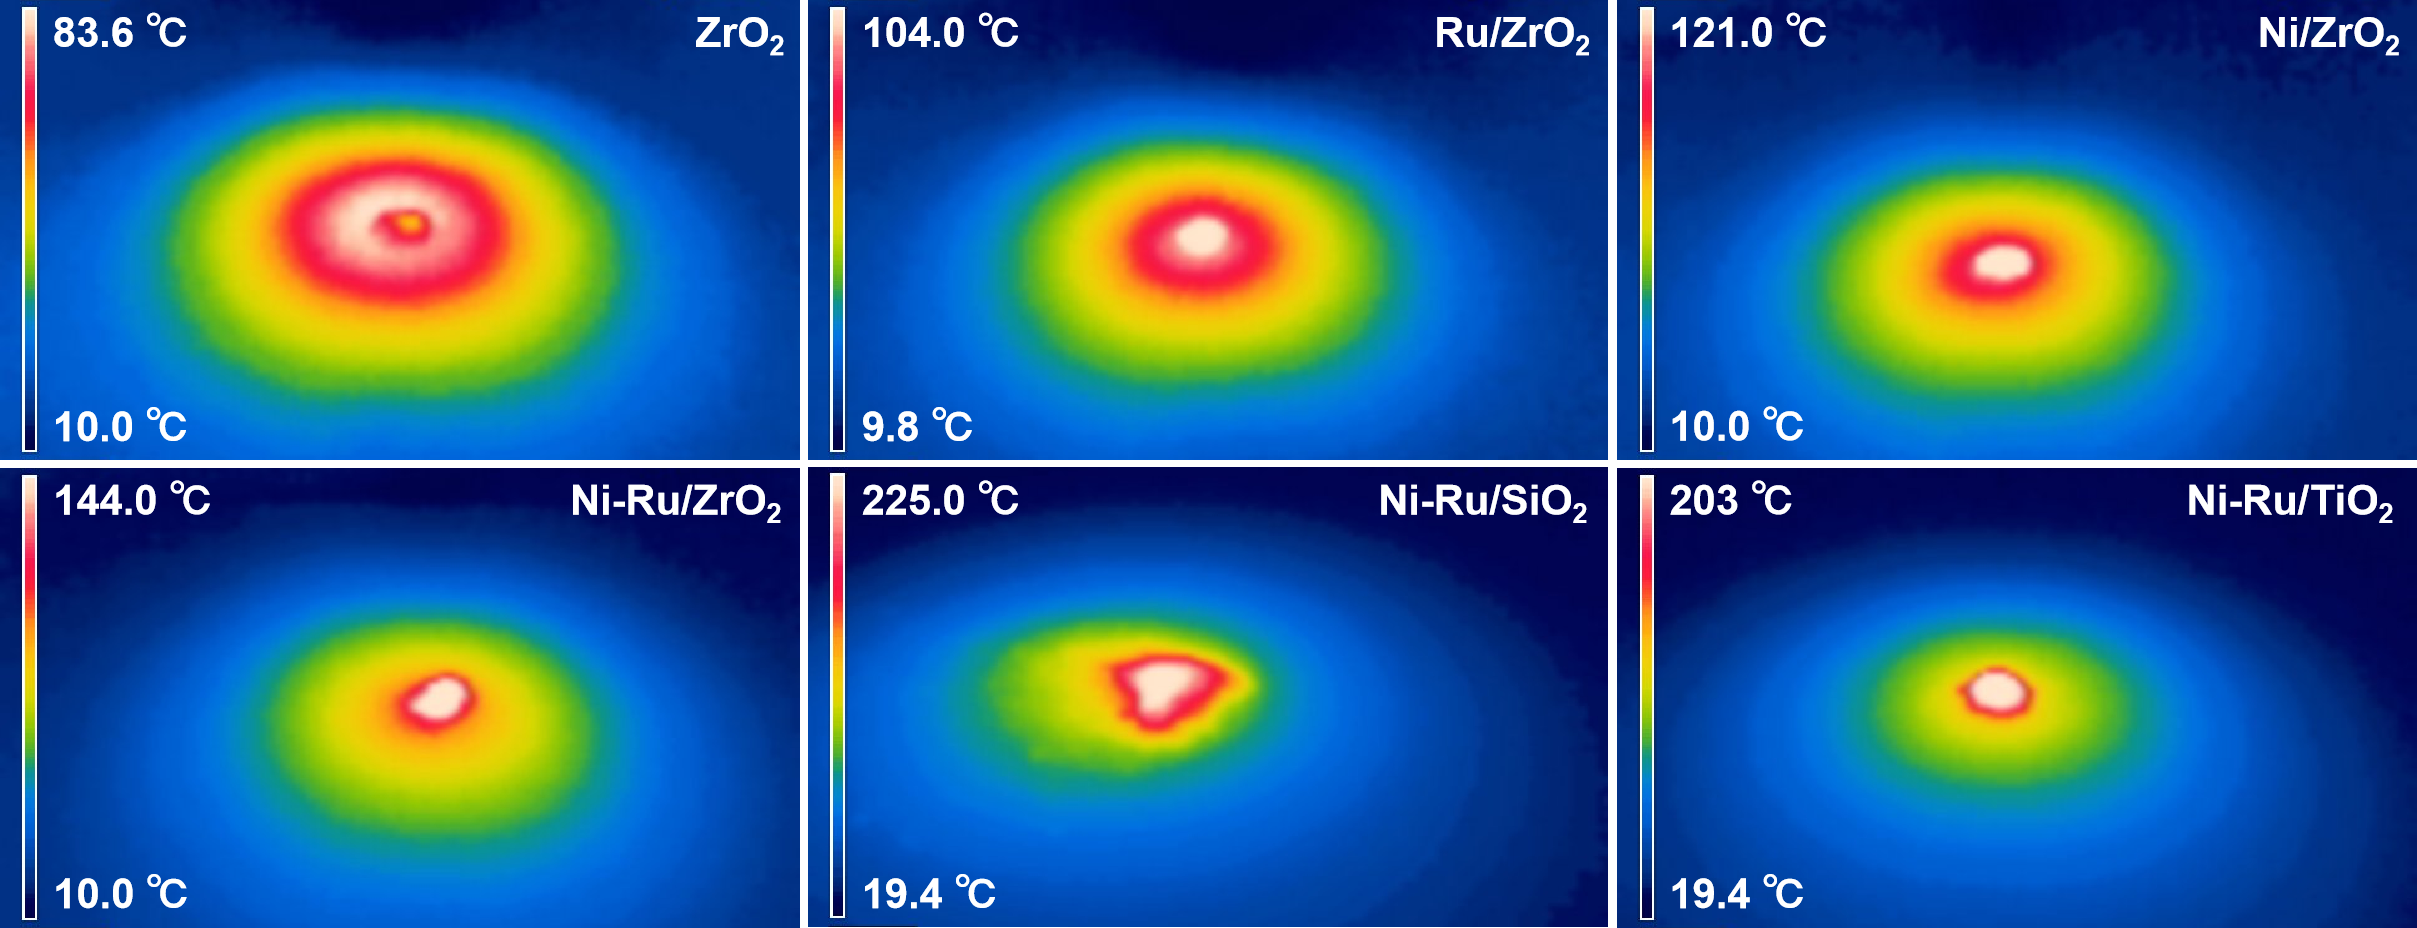 83.6 ℃ ZrO₂
10.0 ℃
104.0 ℃ Ru/ZrO₂
9.8 ℃
121.0 ℃ Ni/ZrO₂
10.0 ℃
144.0 ℃ Ni-Ru/ZrO₂
10.0 ℃
225.0 ℃ Ni-Ru/SiO₂
19.4 ℃
203 ℃ Ni-Ru/TiO₂
19.4 ℃